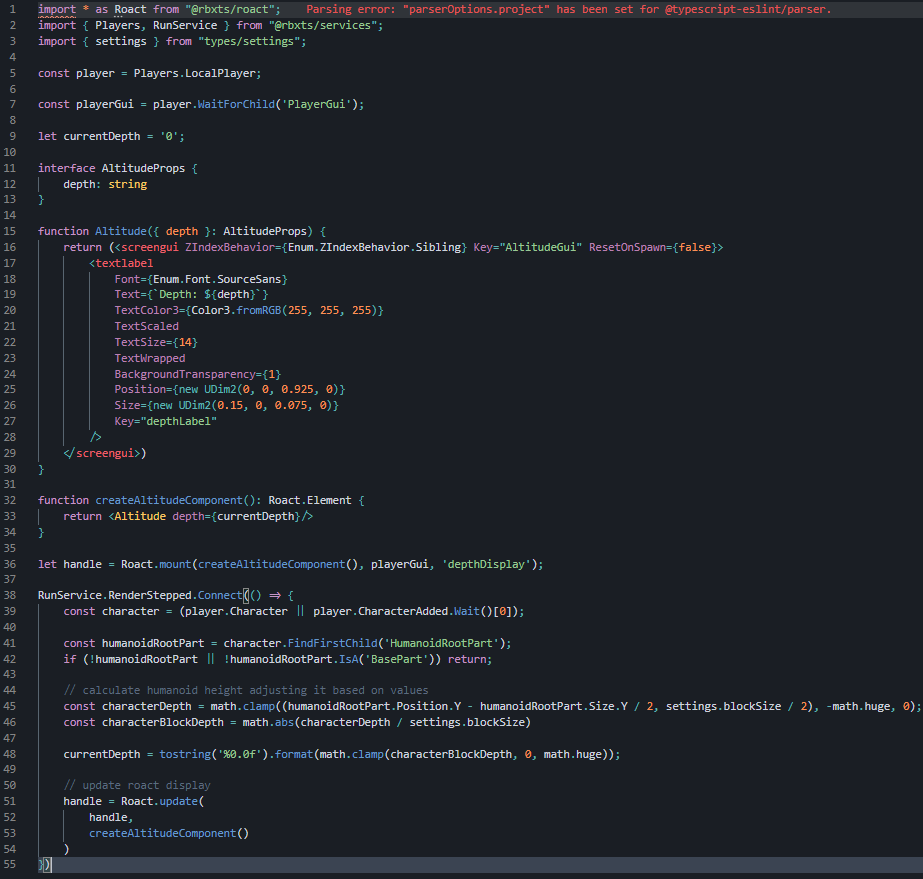 1 import * as Roact from "@rbxts/roact"; Parsing error: "parserOptions.project" has been set for @typescript-eslint/parser.
2 import { Players, RunService } from "@rbxts/services";
3 import { settings } from "types/settings";
4
5 const player = Players.LocalPlayer;
6
7 const playerGui = player.WaitForChild('PlayerGui');
8
9 let currentDepth = '0';
10
11 interface AltitudeProps {
12     depth: string
13 }
14
15 function Altitude({ depth }: AltitudeProps) {
16     return (<screengui ZIndexBehavior={Enum.ZIndexBehavior.Sibling} Key="AltitudeGui" ResetOnSpawn={false}>
17         <textlabel
18             Font={Enum.Font.SourceSans}
19             Text={`Depth: ${depth}`}
20             TextColor3={Color3.fromRGB(255, 255, 255)}
21             TextScaled
22             TextSize={14}
23             TextWrapped
24             BackgroundTransparency={1}
25             Position={new UDim2(0, 0, 0.925, 0)}
26             Size={new UDim2(0.15, 0, 0.075, 0)}
27             Key="depthLabel"
28         />
29     </screengui>)
30 }
31
32 function createAltitudeComponent(): Roact.Element {
33     return <Altitude depth={currentDepth}/>
34 }
35
36 let handle = Roact.mount(createAltitudeComponent(), playerGui, 'depthDisplay');
37
38 RunService.RenderStepped.Connect(() => {
39     const character = (player.Character || player.CharacterAdded.Wait()[0]);
40
41     const humanoidRootPart = character.FindFirstChild('HumanoidRootPart');
42     if (!humanoidRootPart || !humanoidRootPart.IsA('BasePart')) return;
43
44     // calculate humanoid height adjusting it based on values
45     const characterDepth = math.clamp((humanoidRootPart.Position.Y - humanoidRootPart.Size.Y / 2, settings.blockSize / 2), -math.huge, 0);
46     const characterBlockDepth = math.abs(characterDepth / settings.blockSize)
47
48     currentDepth = tostring('%0.0f').format(math.clamp(characterBlockDepth, 0, math.huge));
49
50     // update roact display
51     handle = Roact.update(
52         handle,
53         createAltitudeComponent()
54     )
55 })